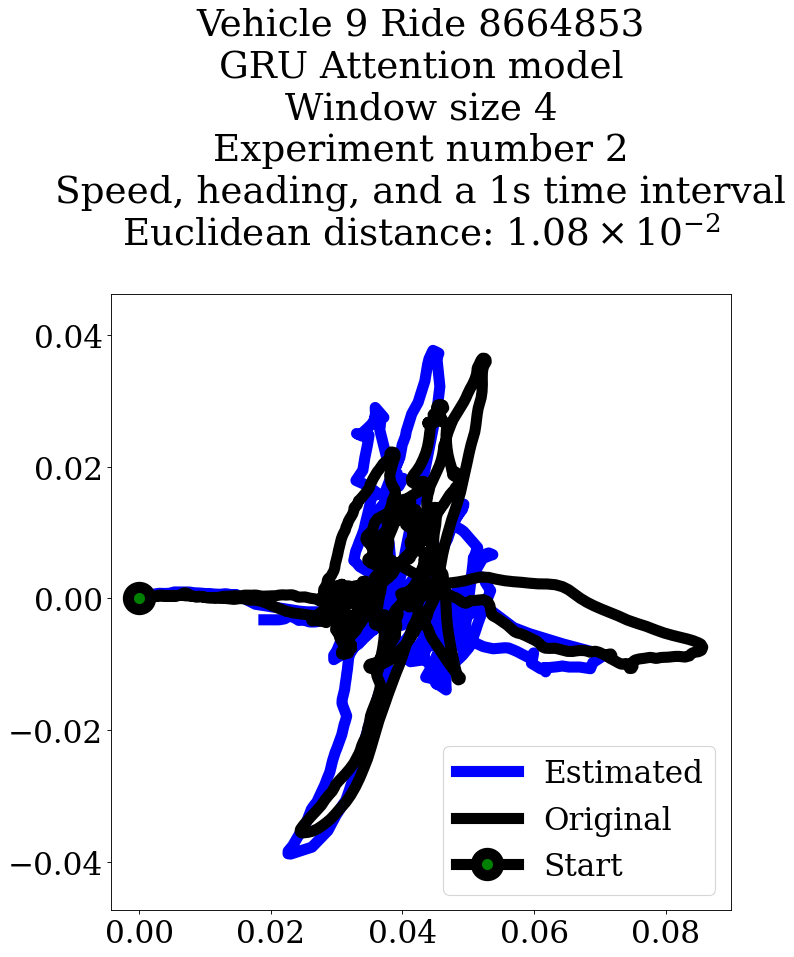 Vehicle 9 Ride 8664853
GRU Attention model
Window size 4
Experiment number 2
Speed, heading, and a 1s time interval
Euclidean distance: 1.08 × 10⁻²
0.04
0.02
0.00
−0.02
−0.04
Estimated
Original
Start
0.00 0.02 0.04 0.06 0.08